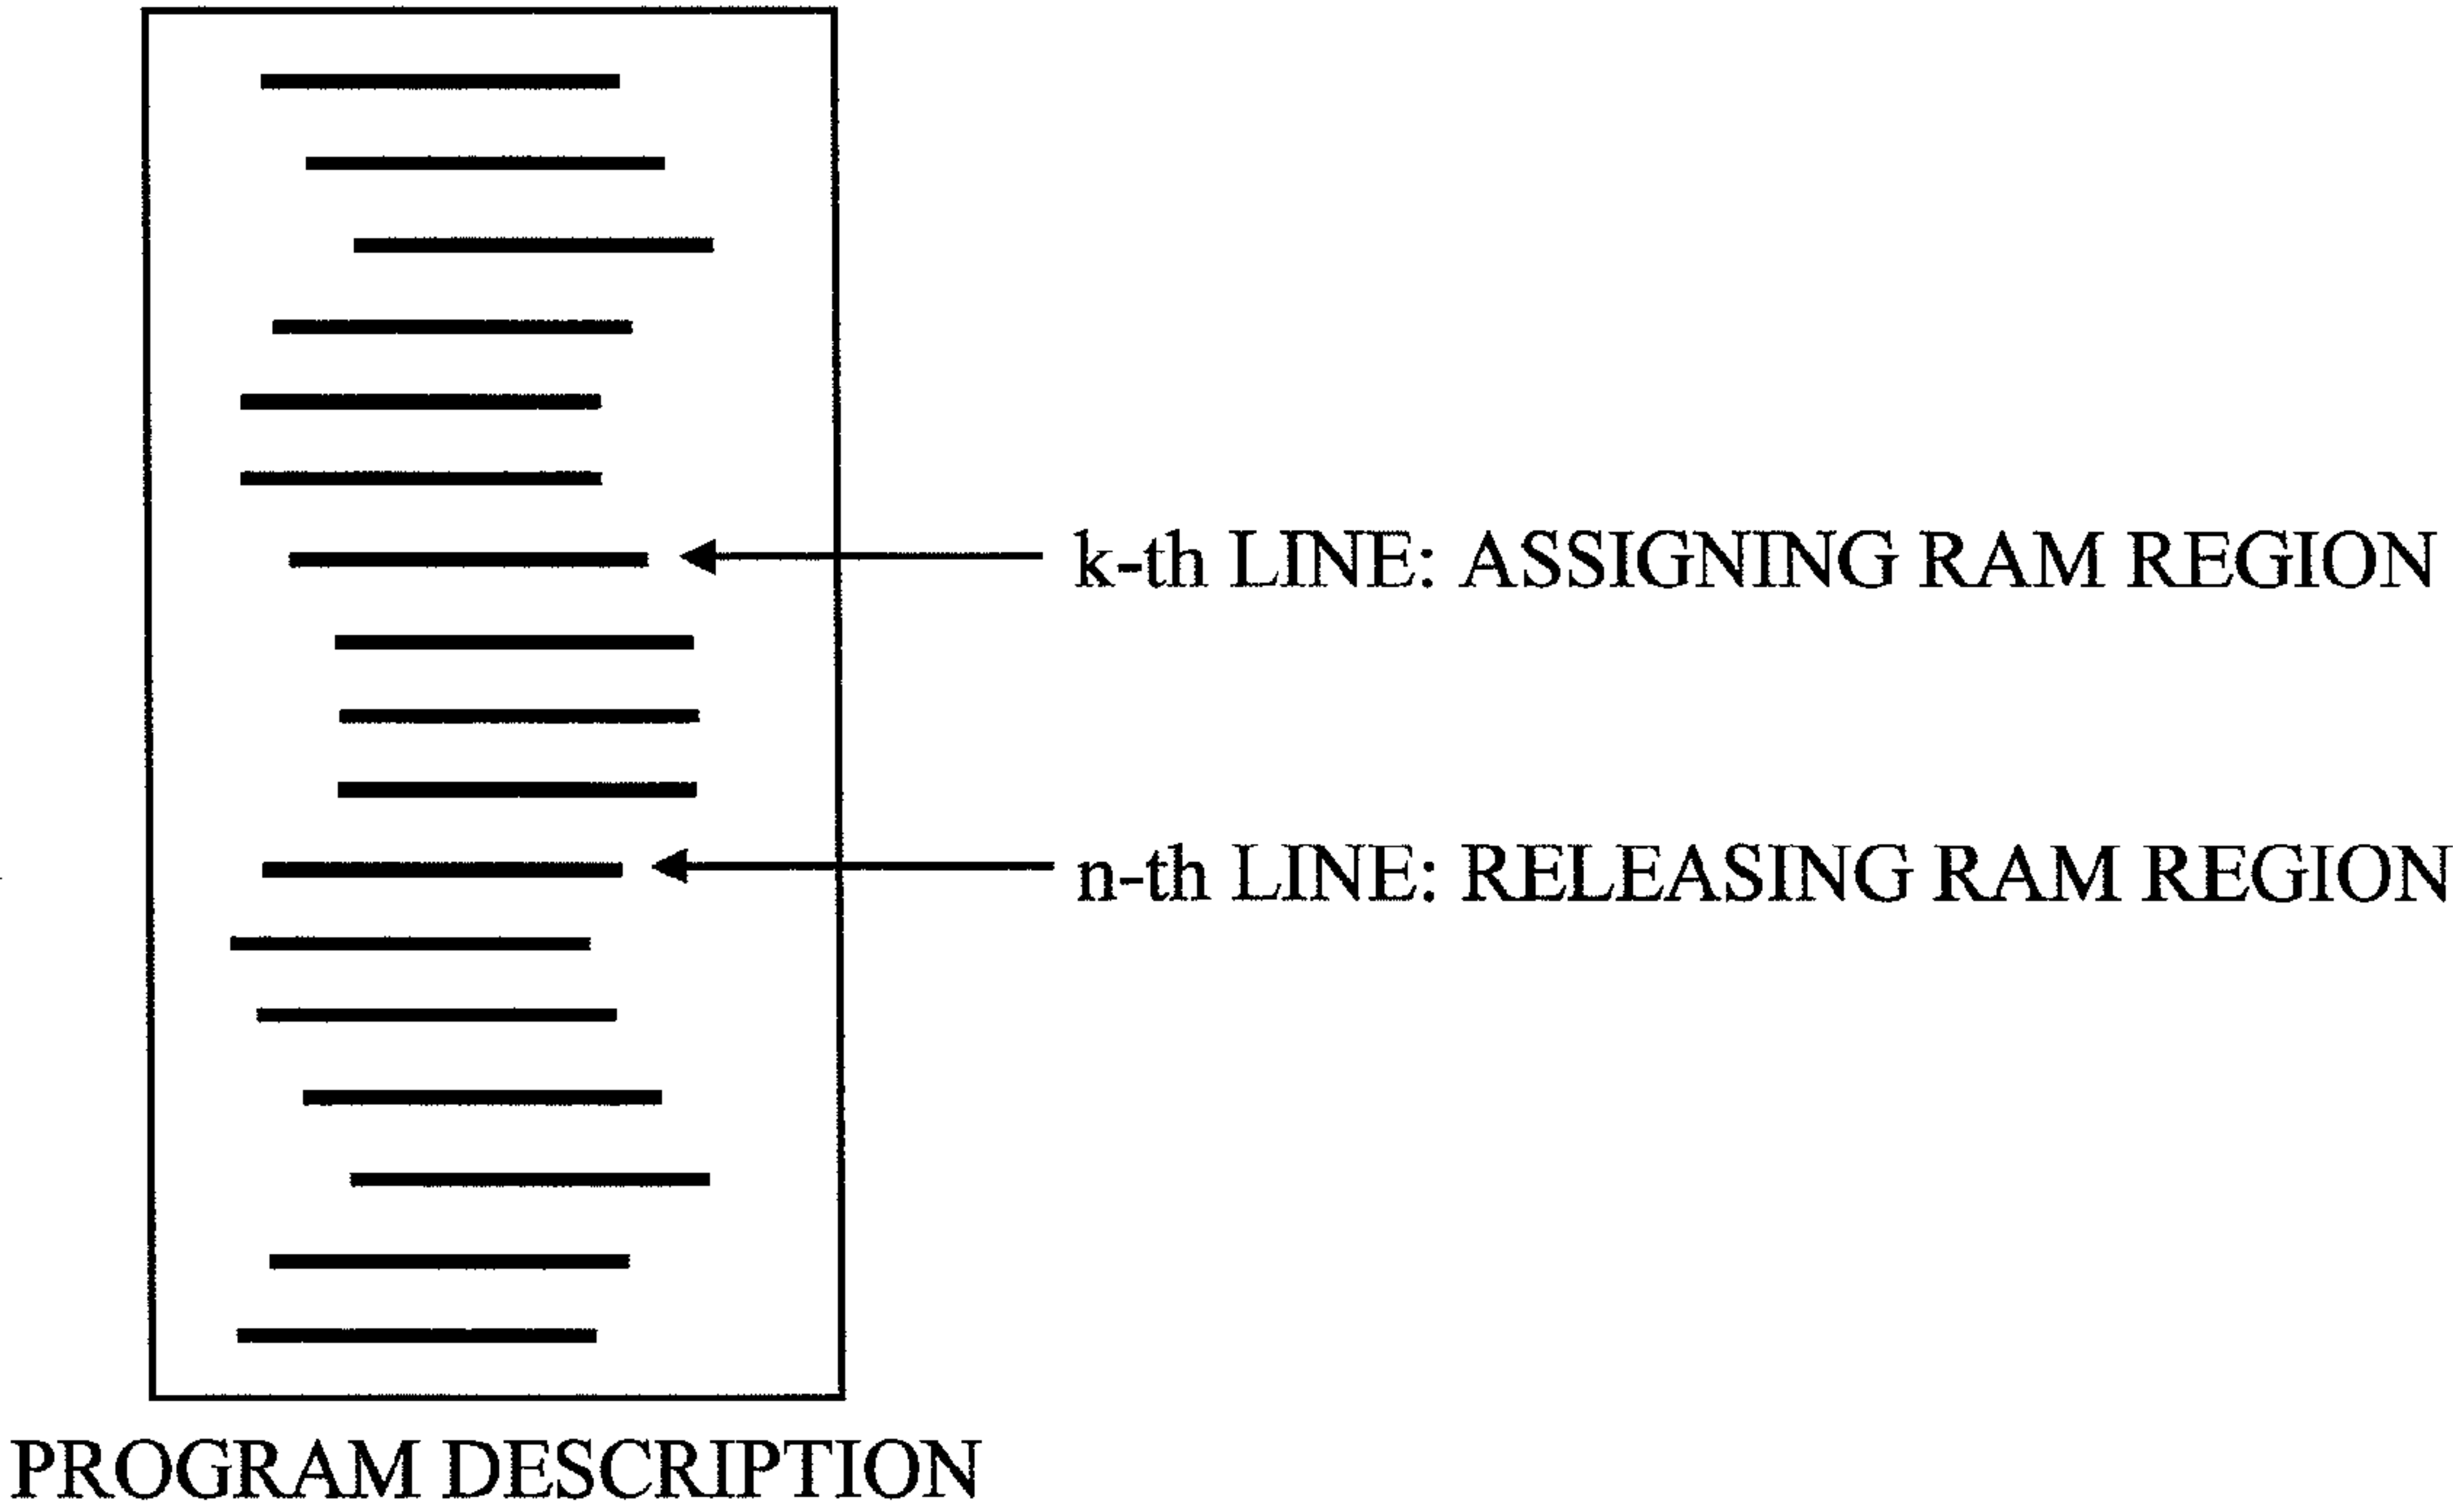 k-th LINE: ASSIGNING RAM REGION
n-th LINE: RELEASING RAM REGION
PROGRAM DESCRIPTION